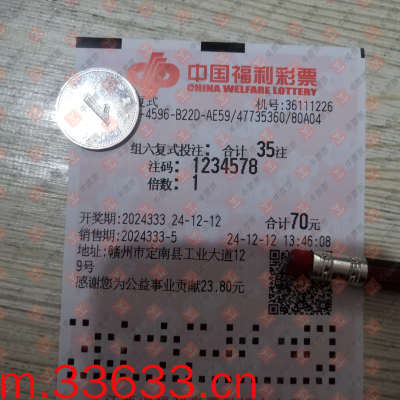 中国福利彩票
CHINA WELFARE LOTTERY
复式 机号:36111226
-4596-B22D-AE59/47735360/80A04
组六复式投注: 合计 35注
注码: 1234578
倍数: 1
开奖期:2024333 24-12-12 合计70元
销售期:2024333-5 24-12-12 13:46:08
地址:赣州市定南县工业大道12
9号
感谢您为公益事业贡献23.80元
m.33633.cn